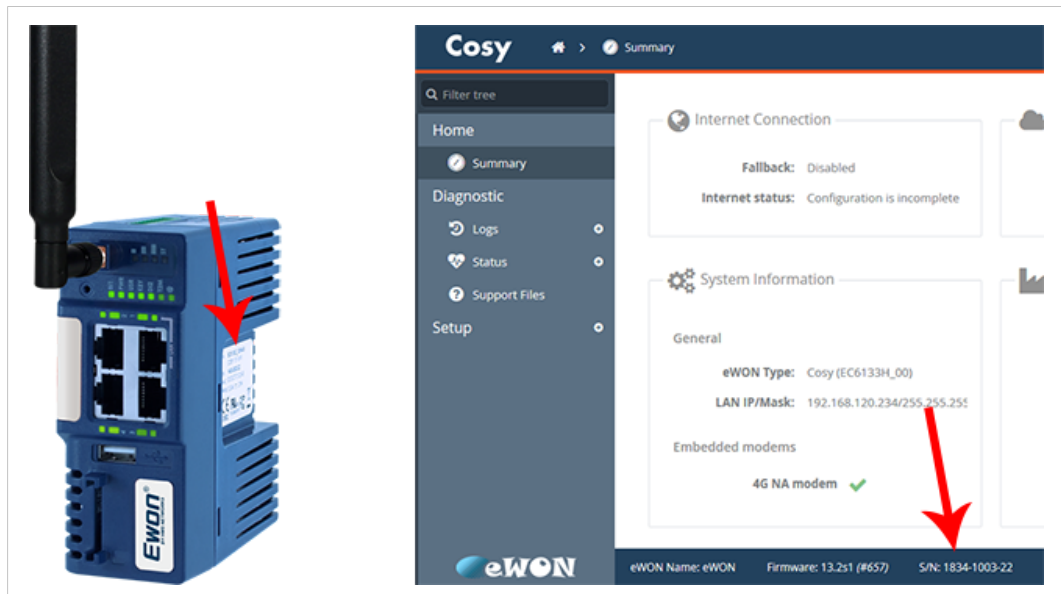 Ewon®
Cosy > Summary
Filter tree
Home
Summary
Diagnostic
Logs
Status
Support Files
Setup
eWON
Internet Connection
Fallback: Disabled
Internet status: Configuration is incomplete
System Information
General
eWON Type: Cosy (EC6133H_00)
LAN IP/Mask: 192.168.120.234/255.255.255
Embedded modems
4G NA modem
eWON Name: eWON Firmware: 13.2s1 (#657) S/N: 1834-1003-22